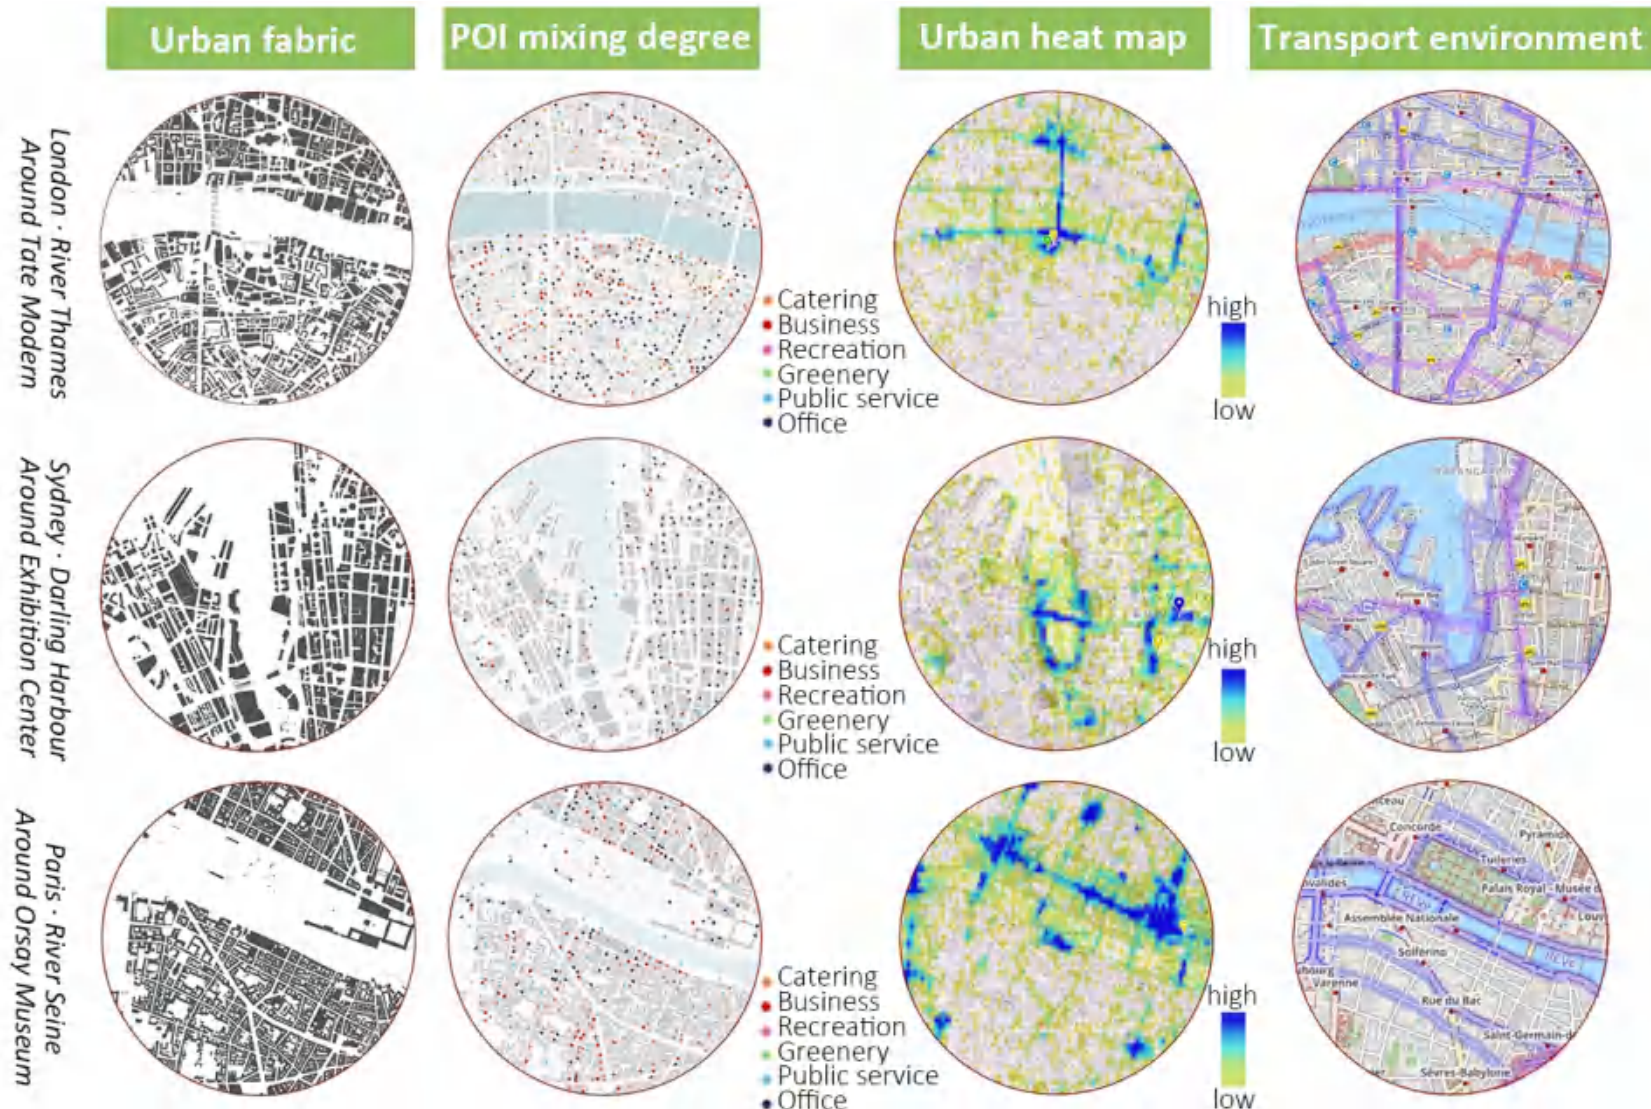 Urban fabric
POI mixing degree
Urban heat map
Transport environment
London · River Thames
Around Tate Modern
Catering
Business
Recreation
Greenery
Public service
Office
high
low
Sydney · Darling Harbour
Around Exhibition Center
Catering
Business
Recreation
Greenery
Public service
Office
high
low
Paris · River Seine
Around Orsay Museum
Catering
Business
Recreation
Greenery
Public service
Office
high
low
Concorde
Pyramide
Tuileries
Palais Royal - Musée d
Louv
nvalides
Assemblée Nationale
Solférino
Varenne
Rue du Bac
Saint-Germain-d
Sèvres-Babylone